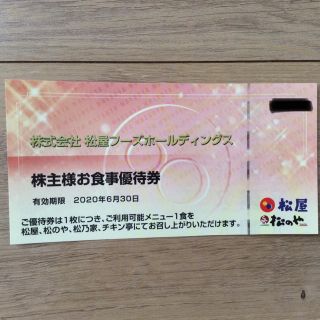 株式会社 松屋フーズホールディングス
株主様お食事優待券
有効期限 2020年6月30日
松屋
松のや
ご優待券は1枚につき、ご利用可能メニュー1食を
松屋、松のや、松乃家、チキン亭にてお召し上がりいただけます。